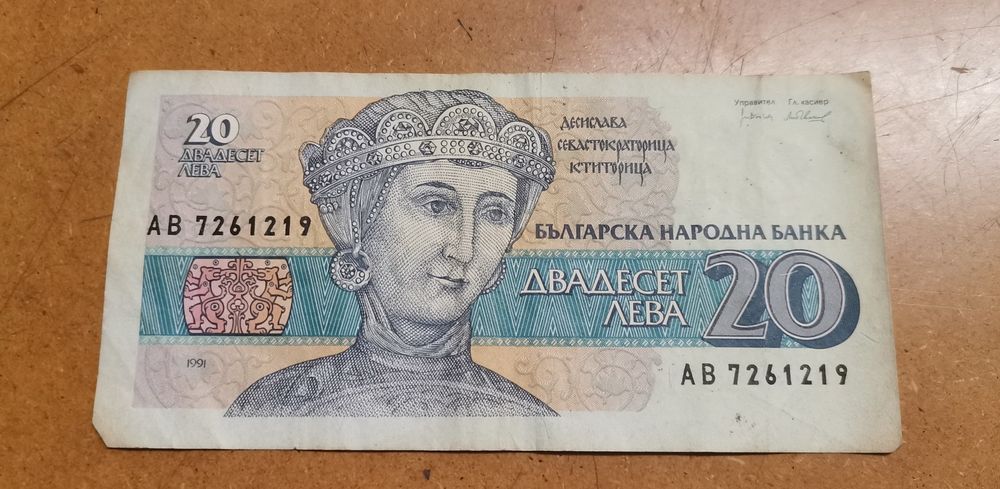 20
ДВАДЕСЕТ
ЛЕВА
Десислава
севастократорица
ктиторица
Управител Гл. касиер
АВ 7261219
БЪЛГАРСКА НАРОДНА БАНКА
ДВАДЕСЕТ
ЛЕВА
20
1991
АВ 7261219